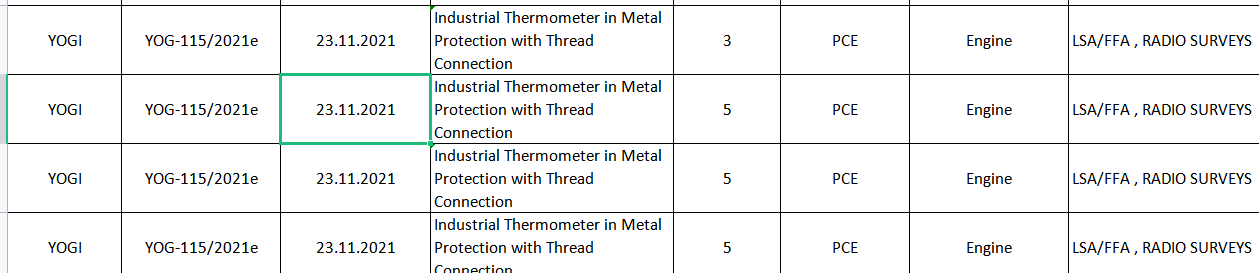 Industrial Thermometer in Metal
YOGI YOG-115/2021e 23.11.2021 Protection with Thread 3 PCE Engine LSA/FFA , RADIO SURVEYS
Connection
Industrial Thermometer in Metal
YOGI YOG-115/2021e 23.11.2021 Protection with Thread 5 PCE Engine LSA/FFA , RADIO SURVEYS
Connection
Industrial Thermometer in Metal
YOGI YOG-115/2021e 23.11.2021 Protection with Thread 5 PCE Engine LSA/FFA , RADIO SURVEYS
Connection
Industrial Thermometer in Metal
YOGI YOG-115/2021e 23.11.2021 Protection with Thread 5 PCE Engine LSA/FFA , RADIO SURVEYS
Connection